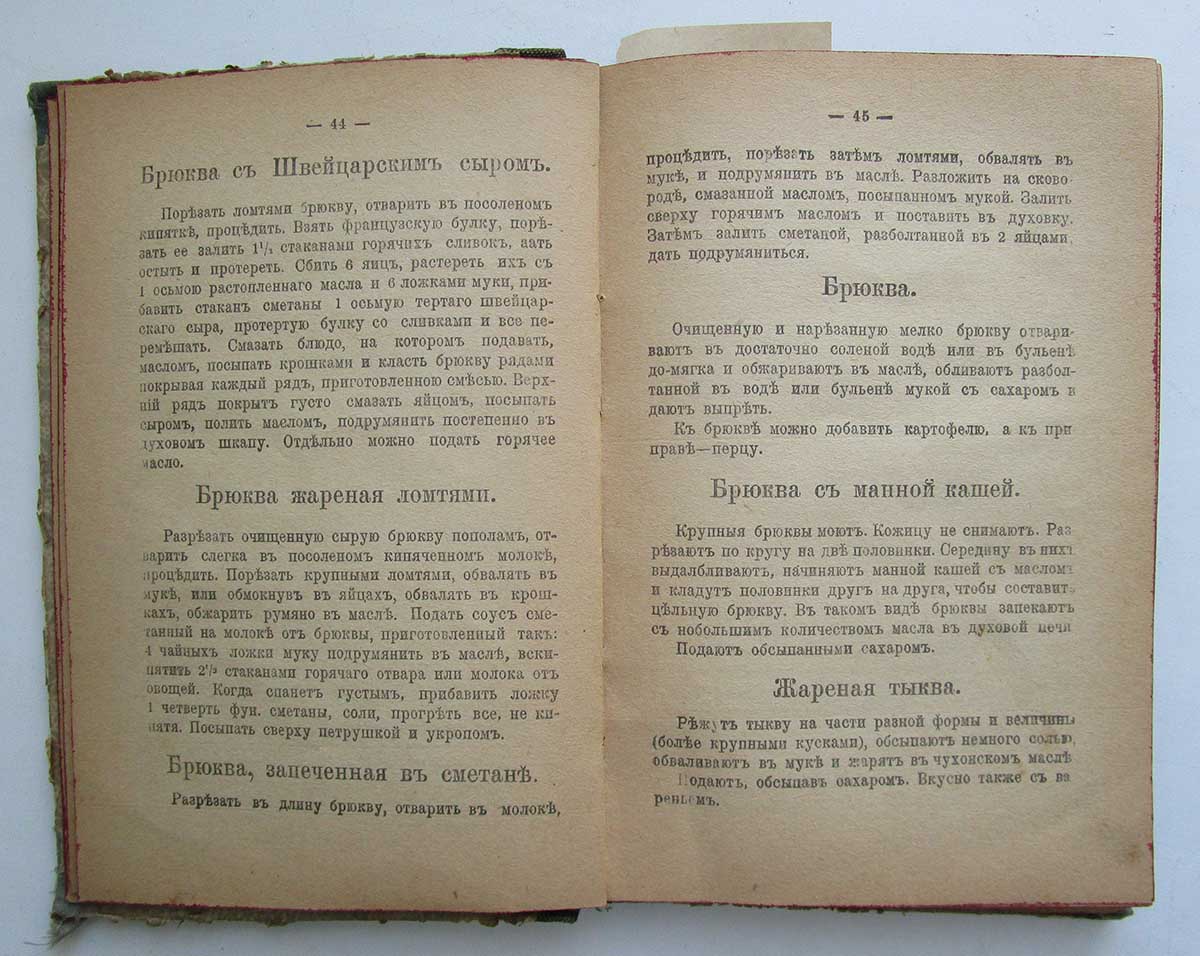 — 44 —
Брюква съ Швейцарскимъ сыромъ.
Порѣзать ломтями брюкву, отварить въ посоленомъ
кипяткѣ, процѣдить. Взять французскую булку, порѣ-
зать ее залить 1½ стаканами горячихъ сливокъ, дать
остыть и протереть. Сбить 6 яицъ, растереть ихъ съ
1 осьмою растопленнаго масла и 6 ложками муки, при-
бавить стаканъ сметаны 1 осьмую тертаго швейцар-
скаго сыра, протертую булку со сливками и все пе-
ремѣшать. Смазать блюдо, на которомъ подавать,
масломъ, посыпать крошками и класть брюкву рядами
покрывая каждый рядъ, приготовленною смѣсью. Верх-
ній рядъ покрытъ густо смазать яйцомъ, посыпать
сыромъ, полить масломъ, подрумянить постепенно въ
духовомъ шкапу. Отдѣльно можно подать горячее
масло.
Брюква жареная ломтями.
Разрѣзать очищенную сырую брюкву пополамъ, от-
варить слегка въ посоленомъ кипяченномъ молокѣ,
процѣдить. Порѣзать крупными ломтями, обвалять въ
мукѣ, или обмокнувъ въ яйцахъ, обвалять въ крош-
кахъ, обжарить румяно въ маслѣ. Подать соусъ сме-
танный на молокѣ отъ брюквы, приготовленный такъ:
4 чайныхъ ложки муку подрумянить въ маслѣ, вски-
пятить 2½ стаканами горячаго отвара или молока отъ
овощей. Когда спанетъ густымъ, прибавить ложку
1 четверть фун. сметаны, соли, прогрѣть все, не ки-
пятя. Посыпать сверху петрушкой и укропомъ.
Брюква, запеченная въ сметанѣ.
Разрѣзать въ длину брюкву, отварить въ молокѣ,
— 45 —
процѣдить, порѣзать затѣмъ ломтями, обвалять въ
мукѣ, и подрумянить въ маслѣ. Разложить на сково-
родѣ, смазанной масломъ, посыпанномъ мукой. Залить
сверху горячимъ масломъ и поставить въ духовку.
Затѣмъ залить сметаной, разболтанной въ 2 яйцами,
дать подрумяниться.
Брюква.
Очищенную и нарѣзанную мелко брюкву отвари-
ваютъ въ достаточно соленой водѣ или въ бульенѣ
до-мягка и обжариваютъ въ маслѣ, обливаютъ разбол-
танной въ водѣ или бульенѣ мукой съ сахаромъ и
даютъ выпрѣть.
Къ брюквѣ можно добавить картофелю, а къ при
правѣ—перцу.
Брюква съ манной кашей.
Крупныя брюквы моютъ. Кожицу не снимаютъ. Раз
рѣзаютъ по кругу на двѣ половинки. Середину въ нихъ
выдалбливаютъ, начиняютъ манной кашей съ масломъ
и кладутъ половинки другъ на друга, чтобы составить
цѣльную брюкву. Въ такомъ видѣ брюквы запекаютъ
съ нобольшимъ количествомъ масла въ духовой печи
Подаютъ обсыпанными сахаромъ.
Жареная тыква.
Рѣжутъ тыкву на части разной формы и величины
(болѣе крупными кусками), обсыпаютъ немного солью,
обваливаютъ въ мукѣ и жарятъ въ чухонскомъ маслѣ
Подаютъ, обсыпавъ сахаромъ. Вкусно также съ ва
реньемъ.